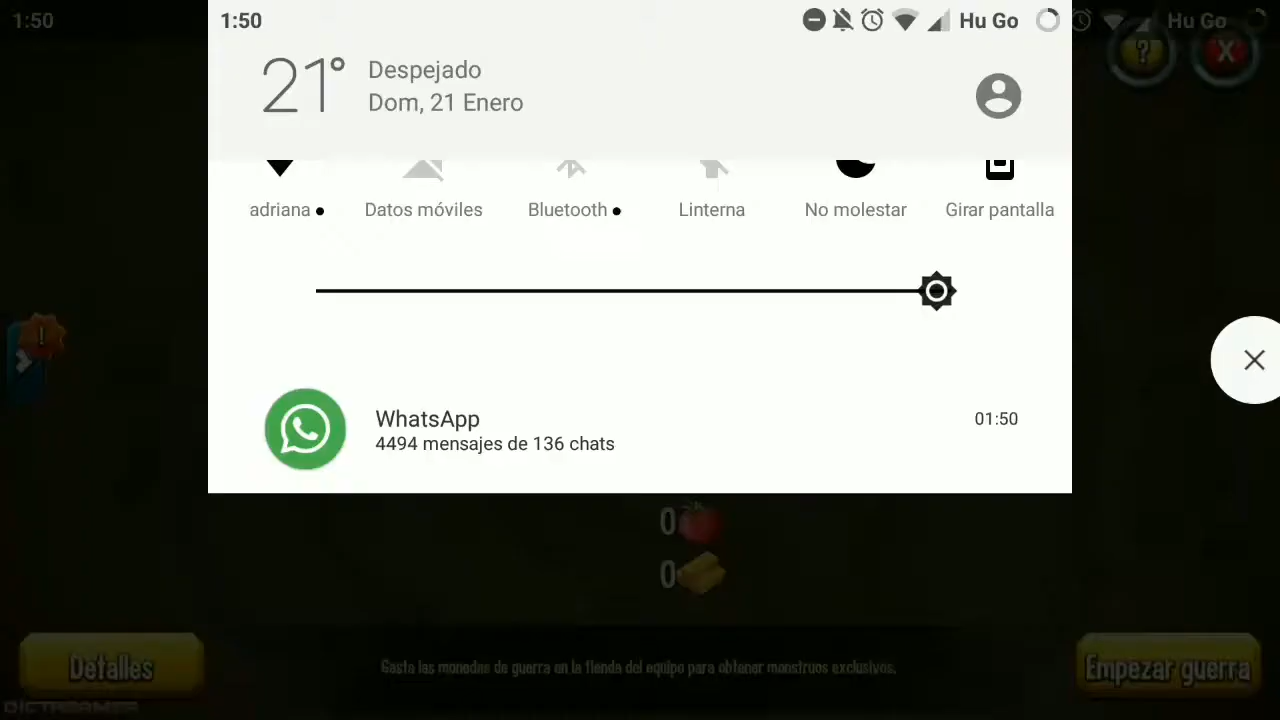 1:50
1:50
Hu Go
Hu Go
?
X
21°
Despejado
Dom, 21 Enero
adriana
Datos móviles
Bluetooth
Linterna
No molestar
Girar pantalla
!
WhatsApp
01:50
4494 mensajes de 136 chats
0
0
Detalles
Gasta las monedas de guerra en la tienda del equipo para obtener monstruos exclusivos.
Empezar guerra